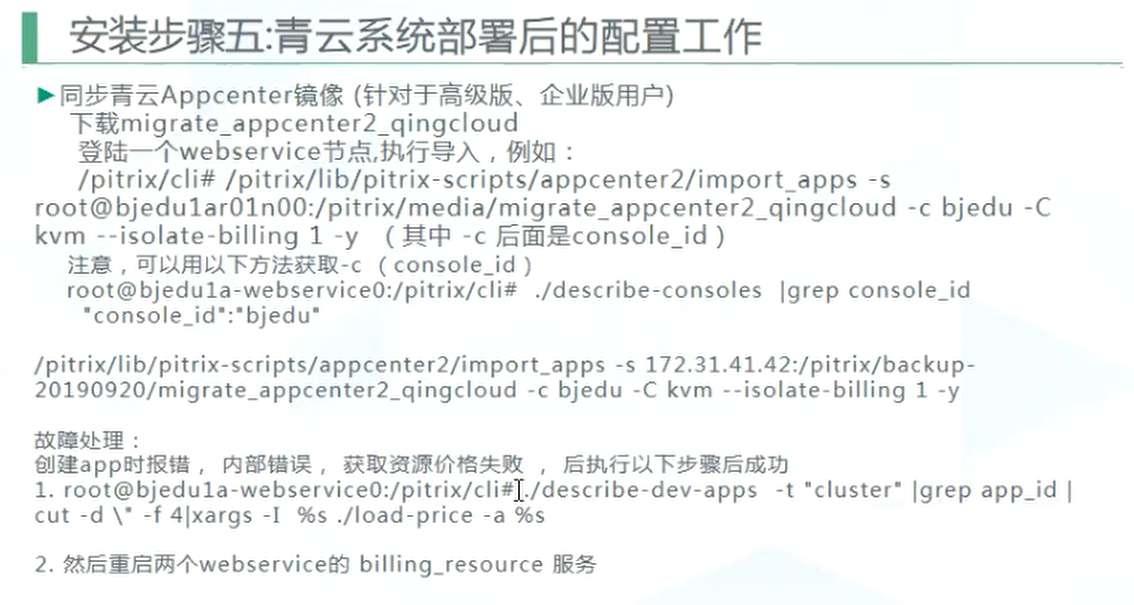 安装步骤五:青云系统部署后的配置工作
▶同步青云Appcenter镜像 (针对于高级版、企业版用户)
下载migrate_appcenter2_qingcloud
登陆一个webservice节点,执行导入，例如：
/pitrix/cli# /pitrix/lib/pitrix-scripts/appcenter2/import_apps -s
root@bjedu1ar01n00:/pitrix/media/migrate_appcenter2_qingcloud -c bjedu -C
kvm --isolate-billing 1 -y （其中 -c 后面是console_id）
注意，可以用以下方法获取-c （console_id）
root@bjedu1a-webservice0:/pitrix/cli# ./describe-consoles |grep console_id
"console_id":"bjedu"
/pitrix/lib/pitrix-scripts/appcenter2/import_apps -s 172.31.41.42:/pitrix/backup-
20190920/migrate_appcenter2_qingcloud -c bjedu -C kvm --isolate-billing 1 -y
故障处理：
创建app时报错， 内部错误， 获取资源价格失败 ， 后执行以下步骤后成功
1. root@bjedu1a-webservice0:/pitrix/cli# ./describe-dev-apps -t "cluster" |grep app_id |
cut -d \" -f 4|xargs -I %s ./load-price -a %s
2. 然后重启两个webservice的 billing_resource 服务